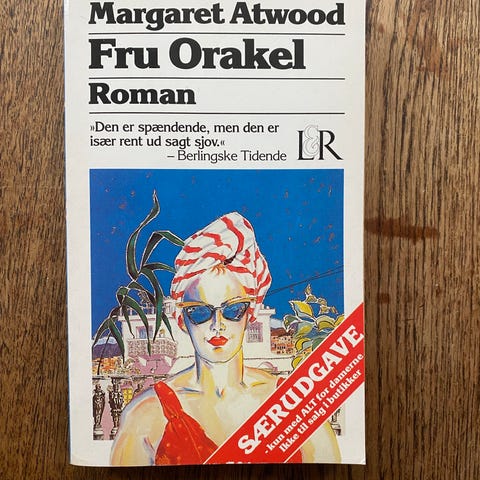 Margaret Atwood
Fru Orakel
Roman
»Den er spændende, men den er
især rent ud sagt sjov.«
– Berlingske Tidende
L&R
SÆRUDGAVE
- kun med ALT for damerne
Ikke til salg i butikker